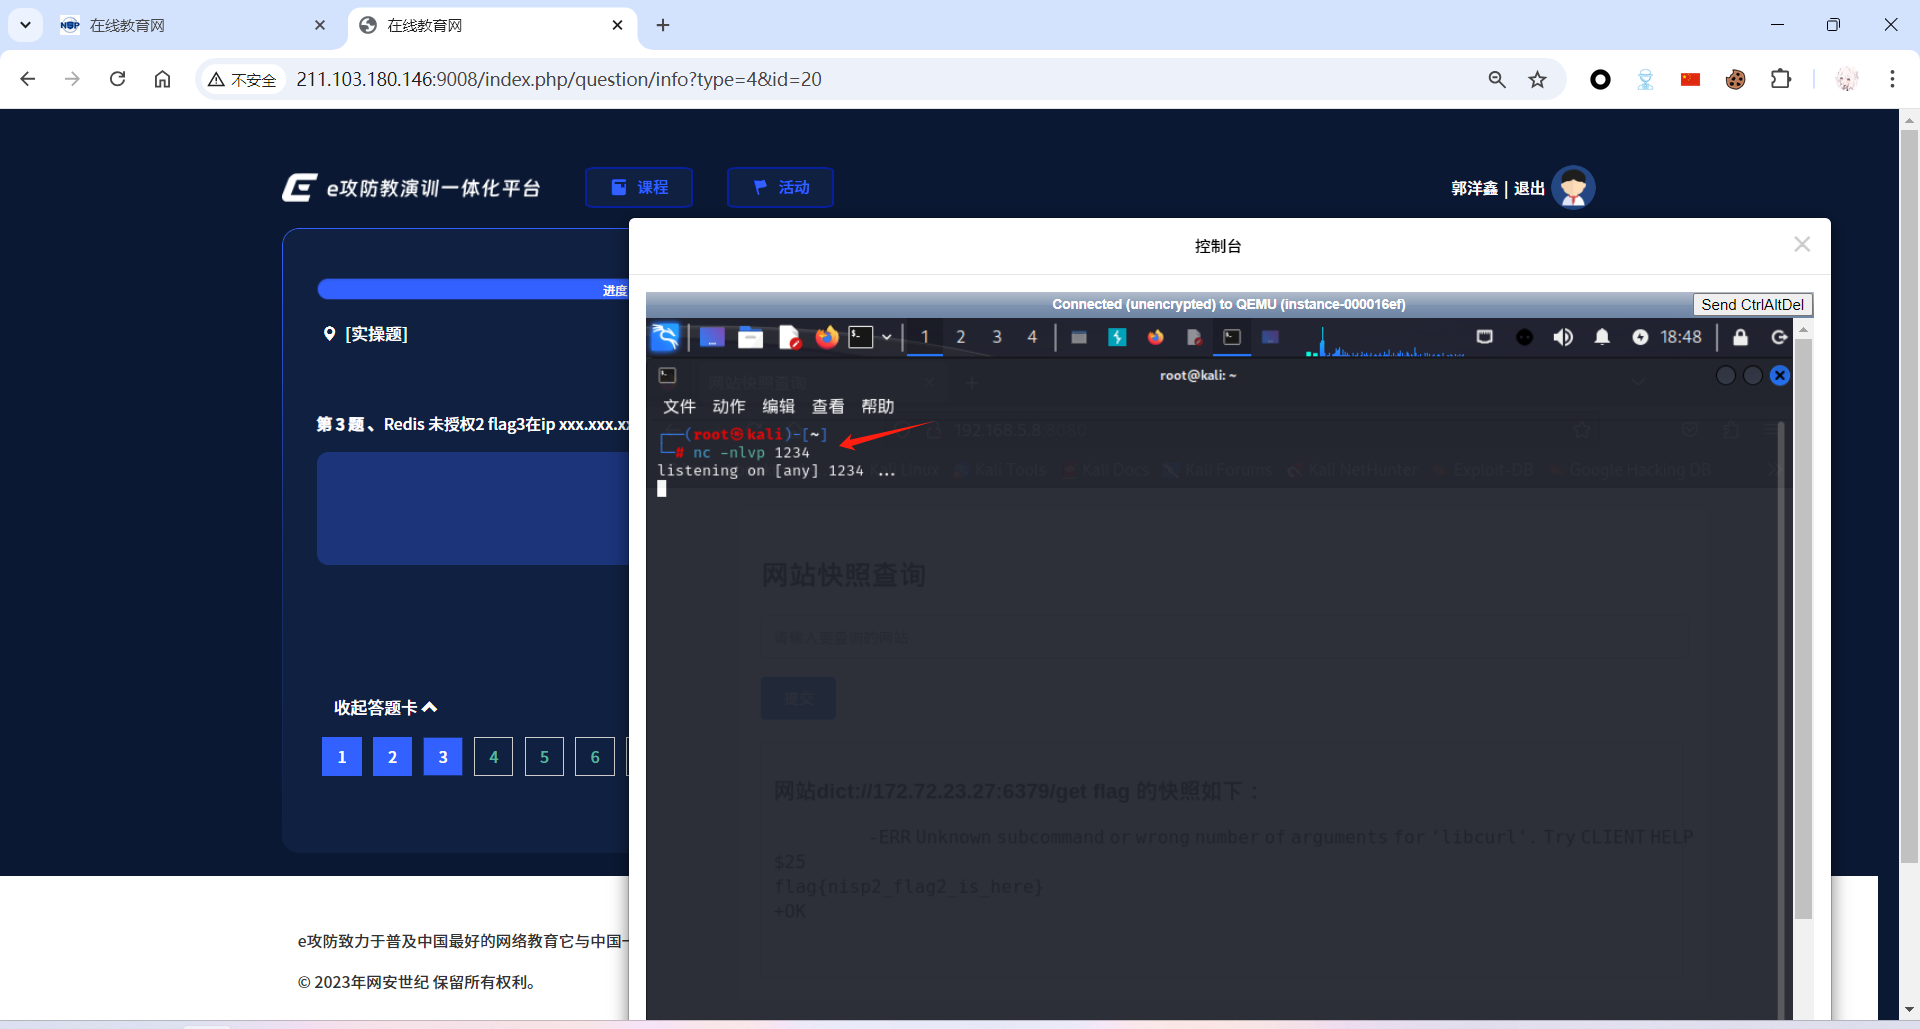 在线教育网
在线教育网
不安全
211.103.180.146:9008/index.php/question/info?type=4&id=20
e攻防教演训一体化平台
课程
活动
郭洋鑫 | 退出
控制台
进度
Connected (unencrypted) to QEMU (instance-000016ef)
Send CtrlAltDel
1 2 3 4
18:48
[实操题]
网站快照查询
root@kali: ~
文件 动作 编辑 查看 帮助
第 3 题 、Redis 未授权2 flag3在ip xxx.xxx.xx
(root㉿kali)-[~]
192.168.5.8:8080
# nc -nlvp 1234
listening on [any] 1234 ...
Kali Linux Kali Tools Kali Docs Kali Forums Kali NetHunter Exploit-DB Google Hacking DB
网站快照查询
请输入要查询的网站
提交
收起答题卡
1 2 3 4 5 6
网站dict://172.72.23.27:6379/get flag 的快照如下：
-ERR Unknown subcommand or wrong number of arguments for 'libcurl'. Try CLIENT HELP
$25
flag{nisp2_flag2_is_here}
+OK
e攻防致力于普及中国最好的网络教育它与中国一
© 2023年网安世纪 保留所有权利。